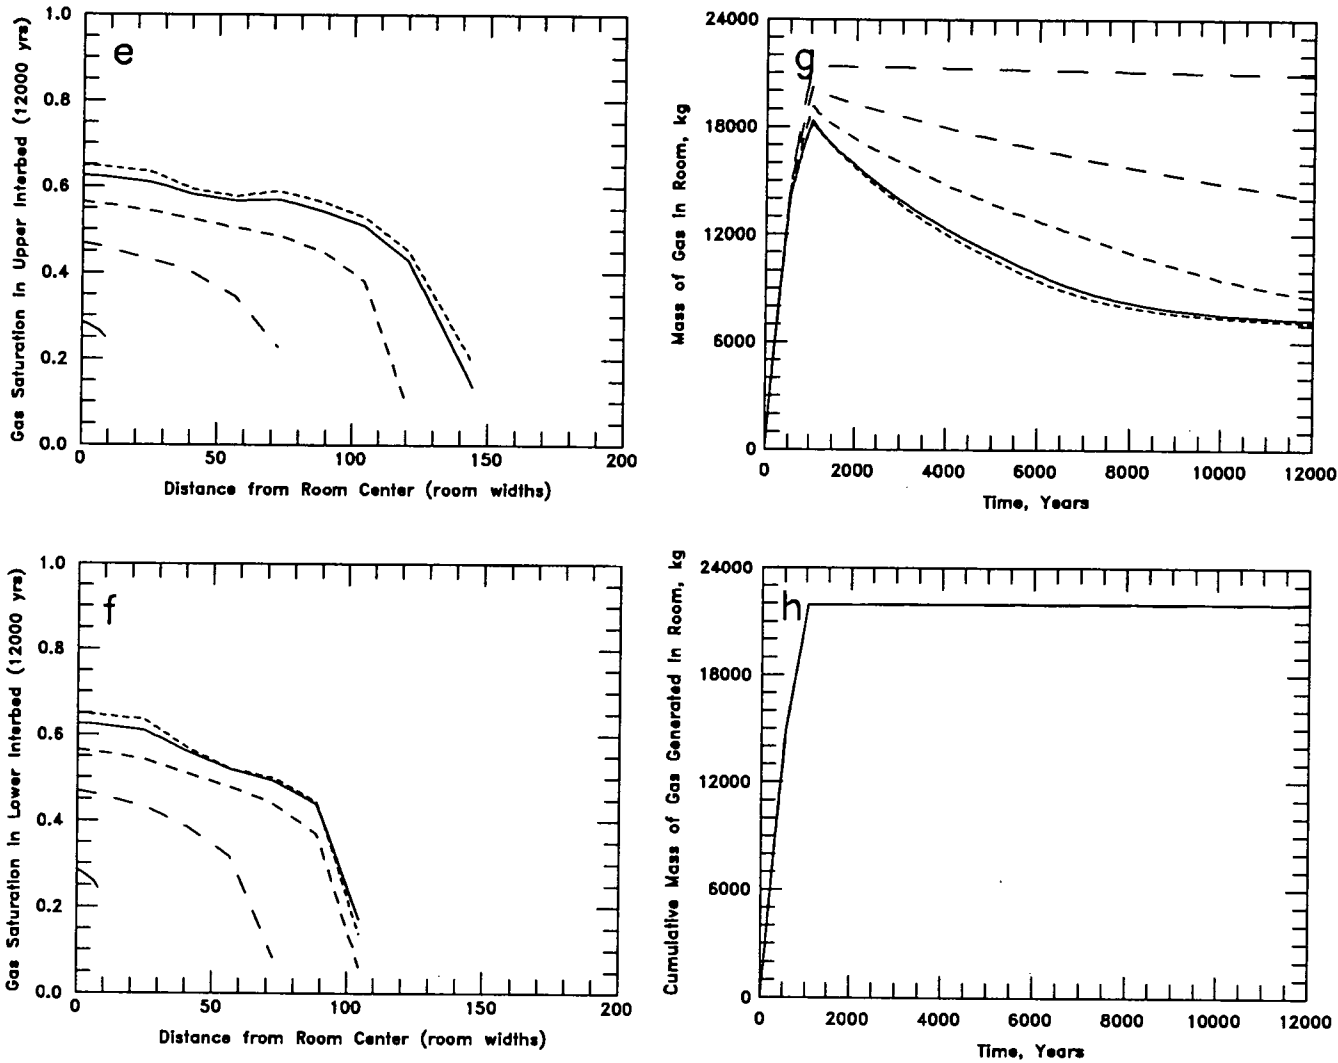 e
Gas Saturation in Upper Interbed (12000 yrs)
1.0
0.8
0.6
0.4
0.2
0.0
0 50 100 150 200
Distance from Room Center (room widths)
g
Mass of Gas in Room, kg
24000
18000
12000
6000
0
0 2000 4000 6000 8000 10000 12000
Time, Years
f
Gas Saturation in Lower Interbed (12000 yrs)
1.0
0.8
0.6
0.4
0.2
0.0
0 50 100 150 200
Distance from Room Center (room widths)
h
Cumulative Mass of Gas Generated in Room, kg
24000
18000
12000
6000
0
0 2000 4000 6000 8000 10000 12000
Time, Years